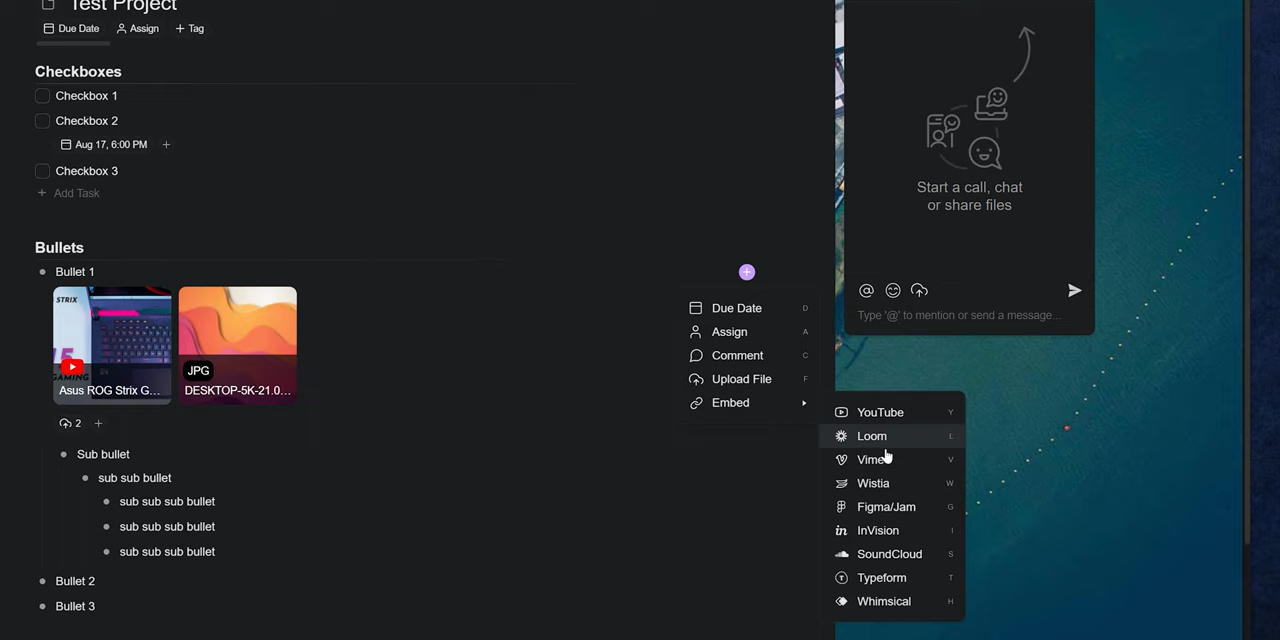 Test Project
Due Date Assign + Tag
Checkboxes
Checkbox 1
Checkbox 2
Aug 17, 6:00 PM +
Checkbox 3
+ Add Task
Bullets
Bullet 1
STRIX
GAMING
Asus ROG Strix G...
JPG
DESKTOP-5K-21.0...
2 +
Sub bullet
sub sub bullet
sub sub sub bullet
sub sub sub bullet
sub sub sub bullet
Bullet 2
Bullet 3
Due Date D
Assign A
Comment C
Upload File F
Embed
YouTube Y
Loom L
Vime
Wistia W
Figma/Jam G
InVision I
SoundCloud S
Typeform T
Whimsical H
Start a call, chat
or share files
Type '@' to mention or send a message...